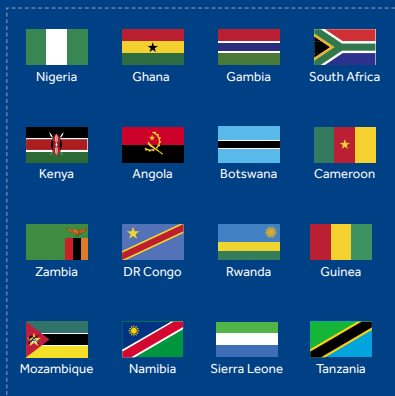 Nigeria
Ghana
Gambia
South Africa
Kenya
Angola
Botswana
Cameroon
Zambia
DR Congo
Rwanda
Guinea
Mozambique
Namibia
Sierra Leone
Tanzania